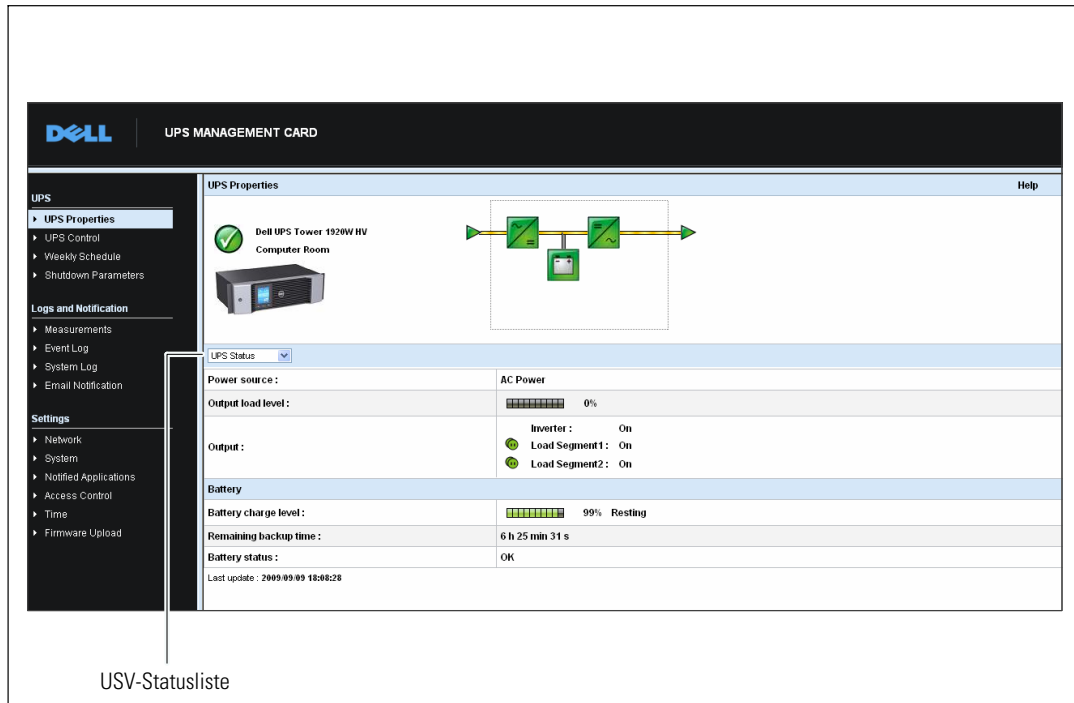 DELL
UPS MANAGEMENT CARD
UPS
UPS Properties
UPS Control
Weekly Schedule
Shutdown Parameters
Logs and Notification
Measurements
Event Log
System Log
Email Notification
Settings
Network
System
Notified Applications
Access Control
Time
Firmware Upload
UPS Properties Help
Dell UPS Tower 1920W HV
Computer Room
UPS Status
Power source : AC Power
Output load level : 0%
Output :
Inverter : On
Load Segment1 : On
Load Segment2 : On
Battery
Battery charge level : 99% Resting
Remaining backup time : 6 h 25 min 31 s
Battery status : OK
Last update : 2009/09/09 18:08:28
USV-Statusliste